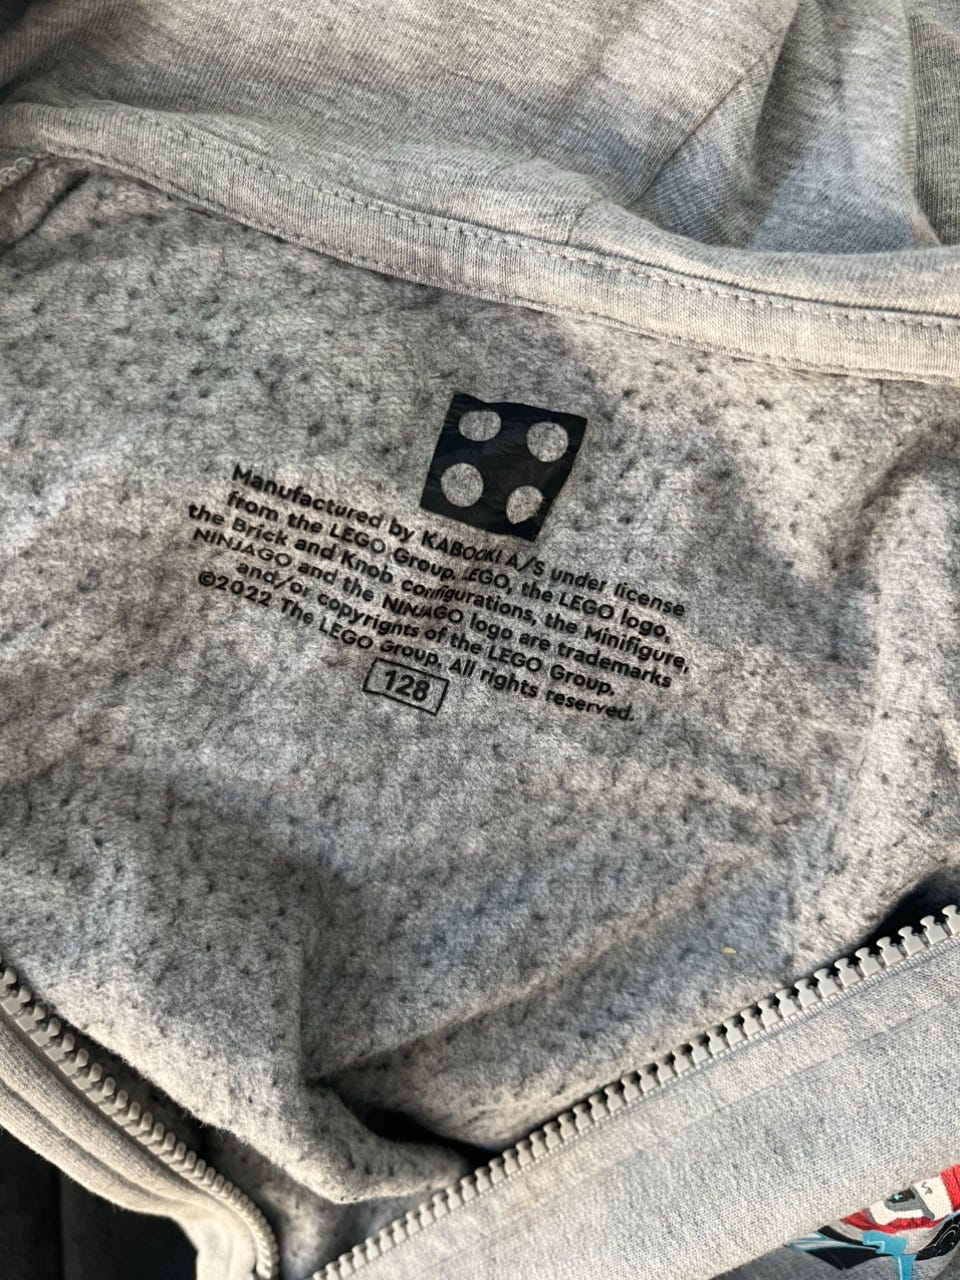 Manufactured by KABOOKI A/S under license
from the LEGO Group. LEGO, the LEGO logo,
the Brick and Knob configurations, the Minifigure,
NINJAGO and the NINJAGO logo are trademarks
and/or copyrights of the LEGO Group.
©2022 The LEGO Group. All rights reserved.
128